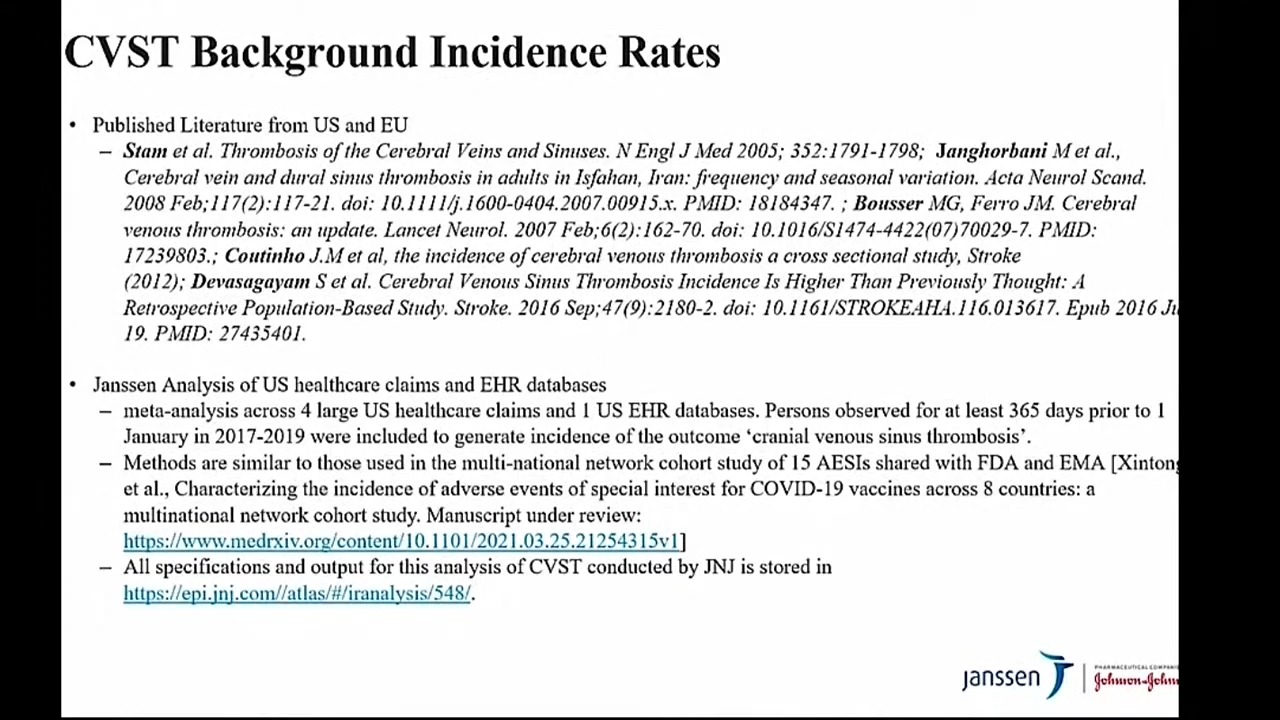 CVST Background Incidence Rates
• Published Literature from US and EU
– Stam et al. Thrombosis of the Cerebral Veins and Sinuses. N Engl J Med 2005; 352:1791-1798; Janghorbani M et al.,
Cerebral vein and dural sinus thrombosis in adults in Isfahan, Iran: frequency and seasonal variation. Acta Neurol Scand.
2008 Feb;117(2):117-21. doi: 10.1111/j.1600-0404.2007.00915.x. PMID: 18184347. ; Bousser MG, Ferro JM. Cerebral
venous thrombosis: an update. Lancet Neurol. 2007 Feb;6(2):162-70. doi: 10.1016/S1474-4422(07)70029-7. PMID:
17239803.; Coutinho J.M et al, the incidence of cerebral venous thrombosis a cross sectional study, Stroke
(2012); Devasagayam S et al. Cerebral Venous Sinus Thrombosis Incidence Is Higher Than Previously Thought: A
Retrospective Population-Based Study. Stroke. 2016 Sep;47(9):2180-2. doi: 10.1161/STROKEAHA.116.013617. Epub 2016
19. PMID: 27435401.
• Janssen Analysis of US healthcare claims and EHR databases
– meta-analysis across 4 large US healthcare claims and 1 US EHR databases. Persons observed for at least 365 days prior to 1
January in 2017-2019 were included to generate incidence of the outcome ‘cranial venous sinus thrombosis’.
– Methods are similar to those used in the multi-national network cohort study of 15 AESIs shared with FDA and EMA [Xintong
et al., Characterizing the incidence of adverse events of special interest for COVID-19 vaccines across 8 countries: a
multinational network cohort study. Manuscript under review:
https://www.medrxiv.org/content/10.1101/2021.03.25.21254315v1]
– All specifications and output for this analysis of CVST conducted by JNJ is stored in
https://epi.jnj.com//atlas/#/iranalysis/548/.
janssen
PHARMACEUTICAL
Johnson